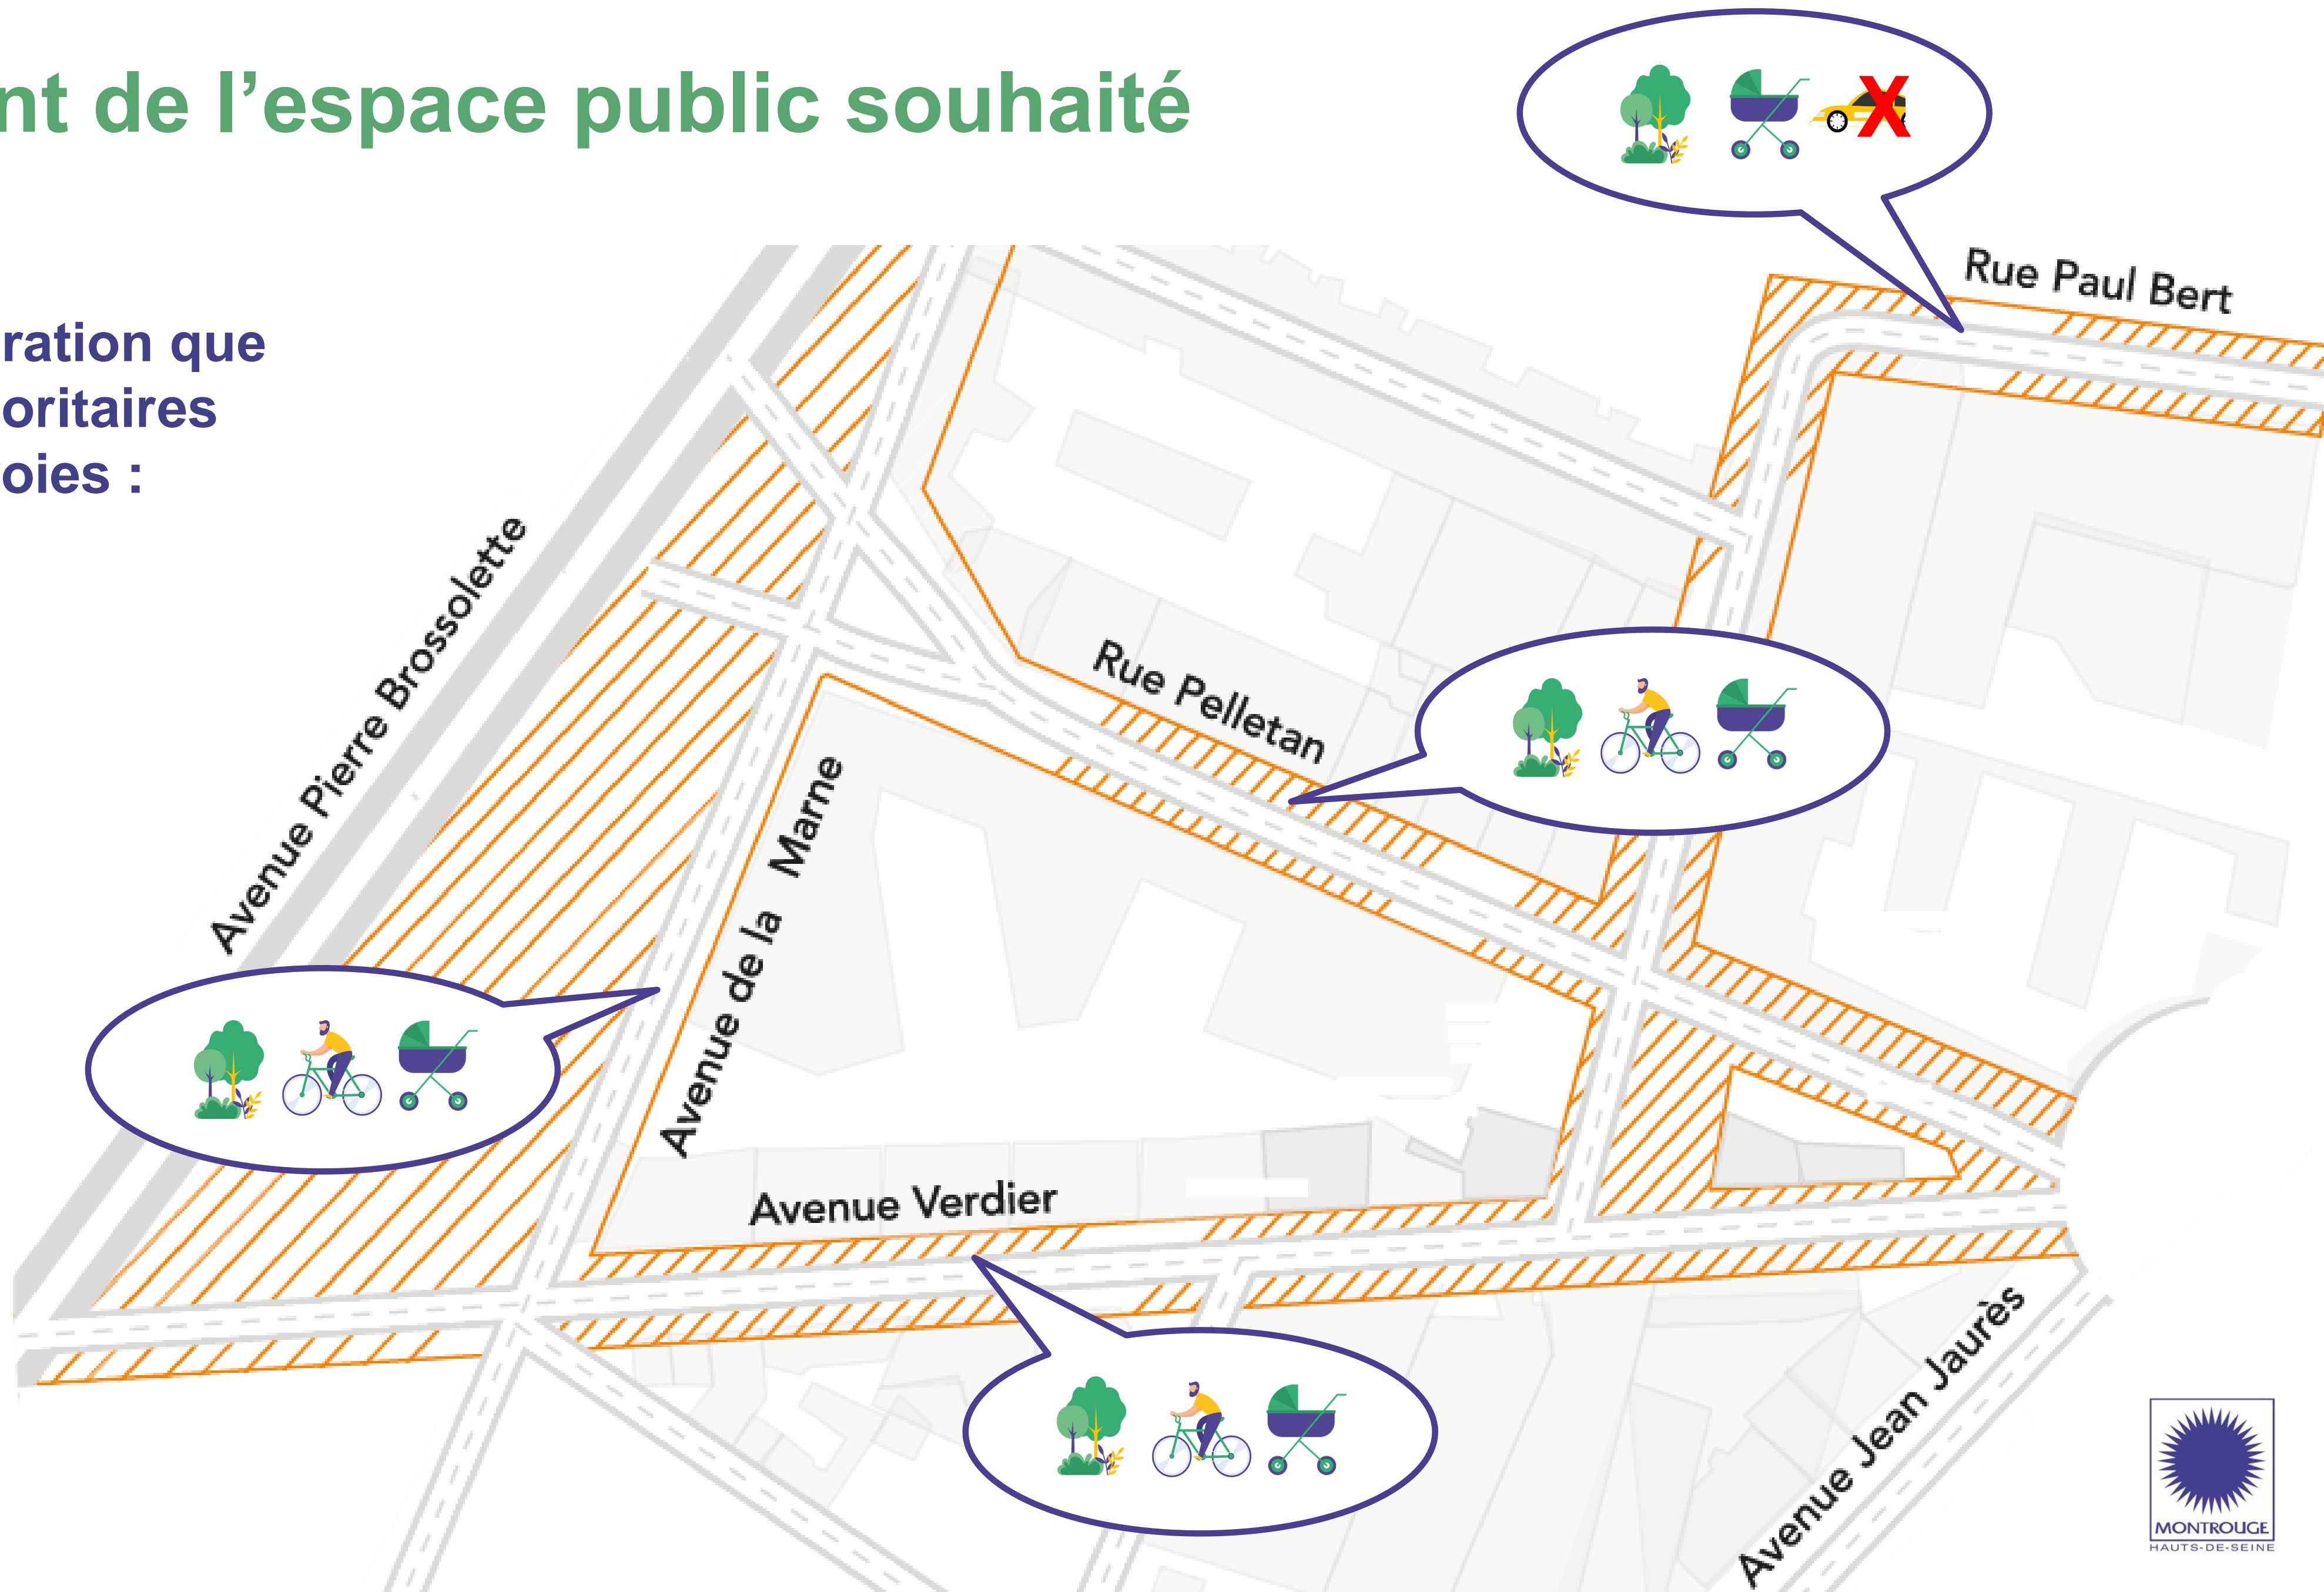 nt de l’espace public souhaité
ration que
oritaires
oies :
Rue Paul Bert
Avenue Pierre Brossolette
Rue Pelletan
Avenue de la Marne
Avenue Verdier
Avenue Jean Jaurès
X
MONTROUGE
HAUTS-DE-SEINE